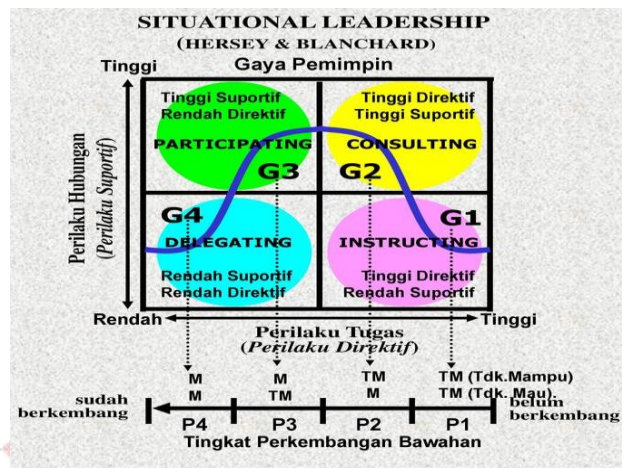 SITUATIONAL LEADERSHIP
(HERSEY & BLANCHARD)
Gaya Pemimpin
Tinggi
Perilaku Hubungan
(Perilaku Suportif)
Tinggi Suportif
Rendah Direktif
PARTICIPATING
G3
Tinggi Direktif
Tinggi Suportif
CONSULTING
G2
G4
DELEGATING
Rendah Suportif
Rendah Direktif
G1
INSTRUCTING
Tinggi Direktif
Rendah Suportif
Rendah
Tinggi
Perilaku Tugas
(Perilaku Direktif)
M
M
M
TM
TM
M
TM (Tdk.Mampu)
TM (Tdk. Mau).
sudah
berkembang
belum
berkembang
P4 P3 P2 P1
Tingkat Perkembangan Bawahan